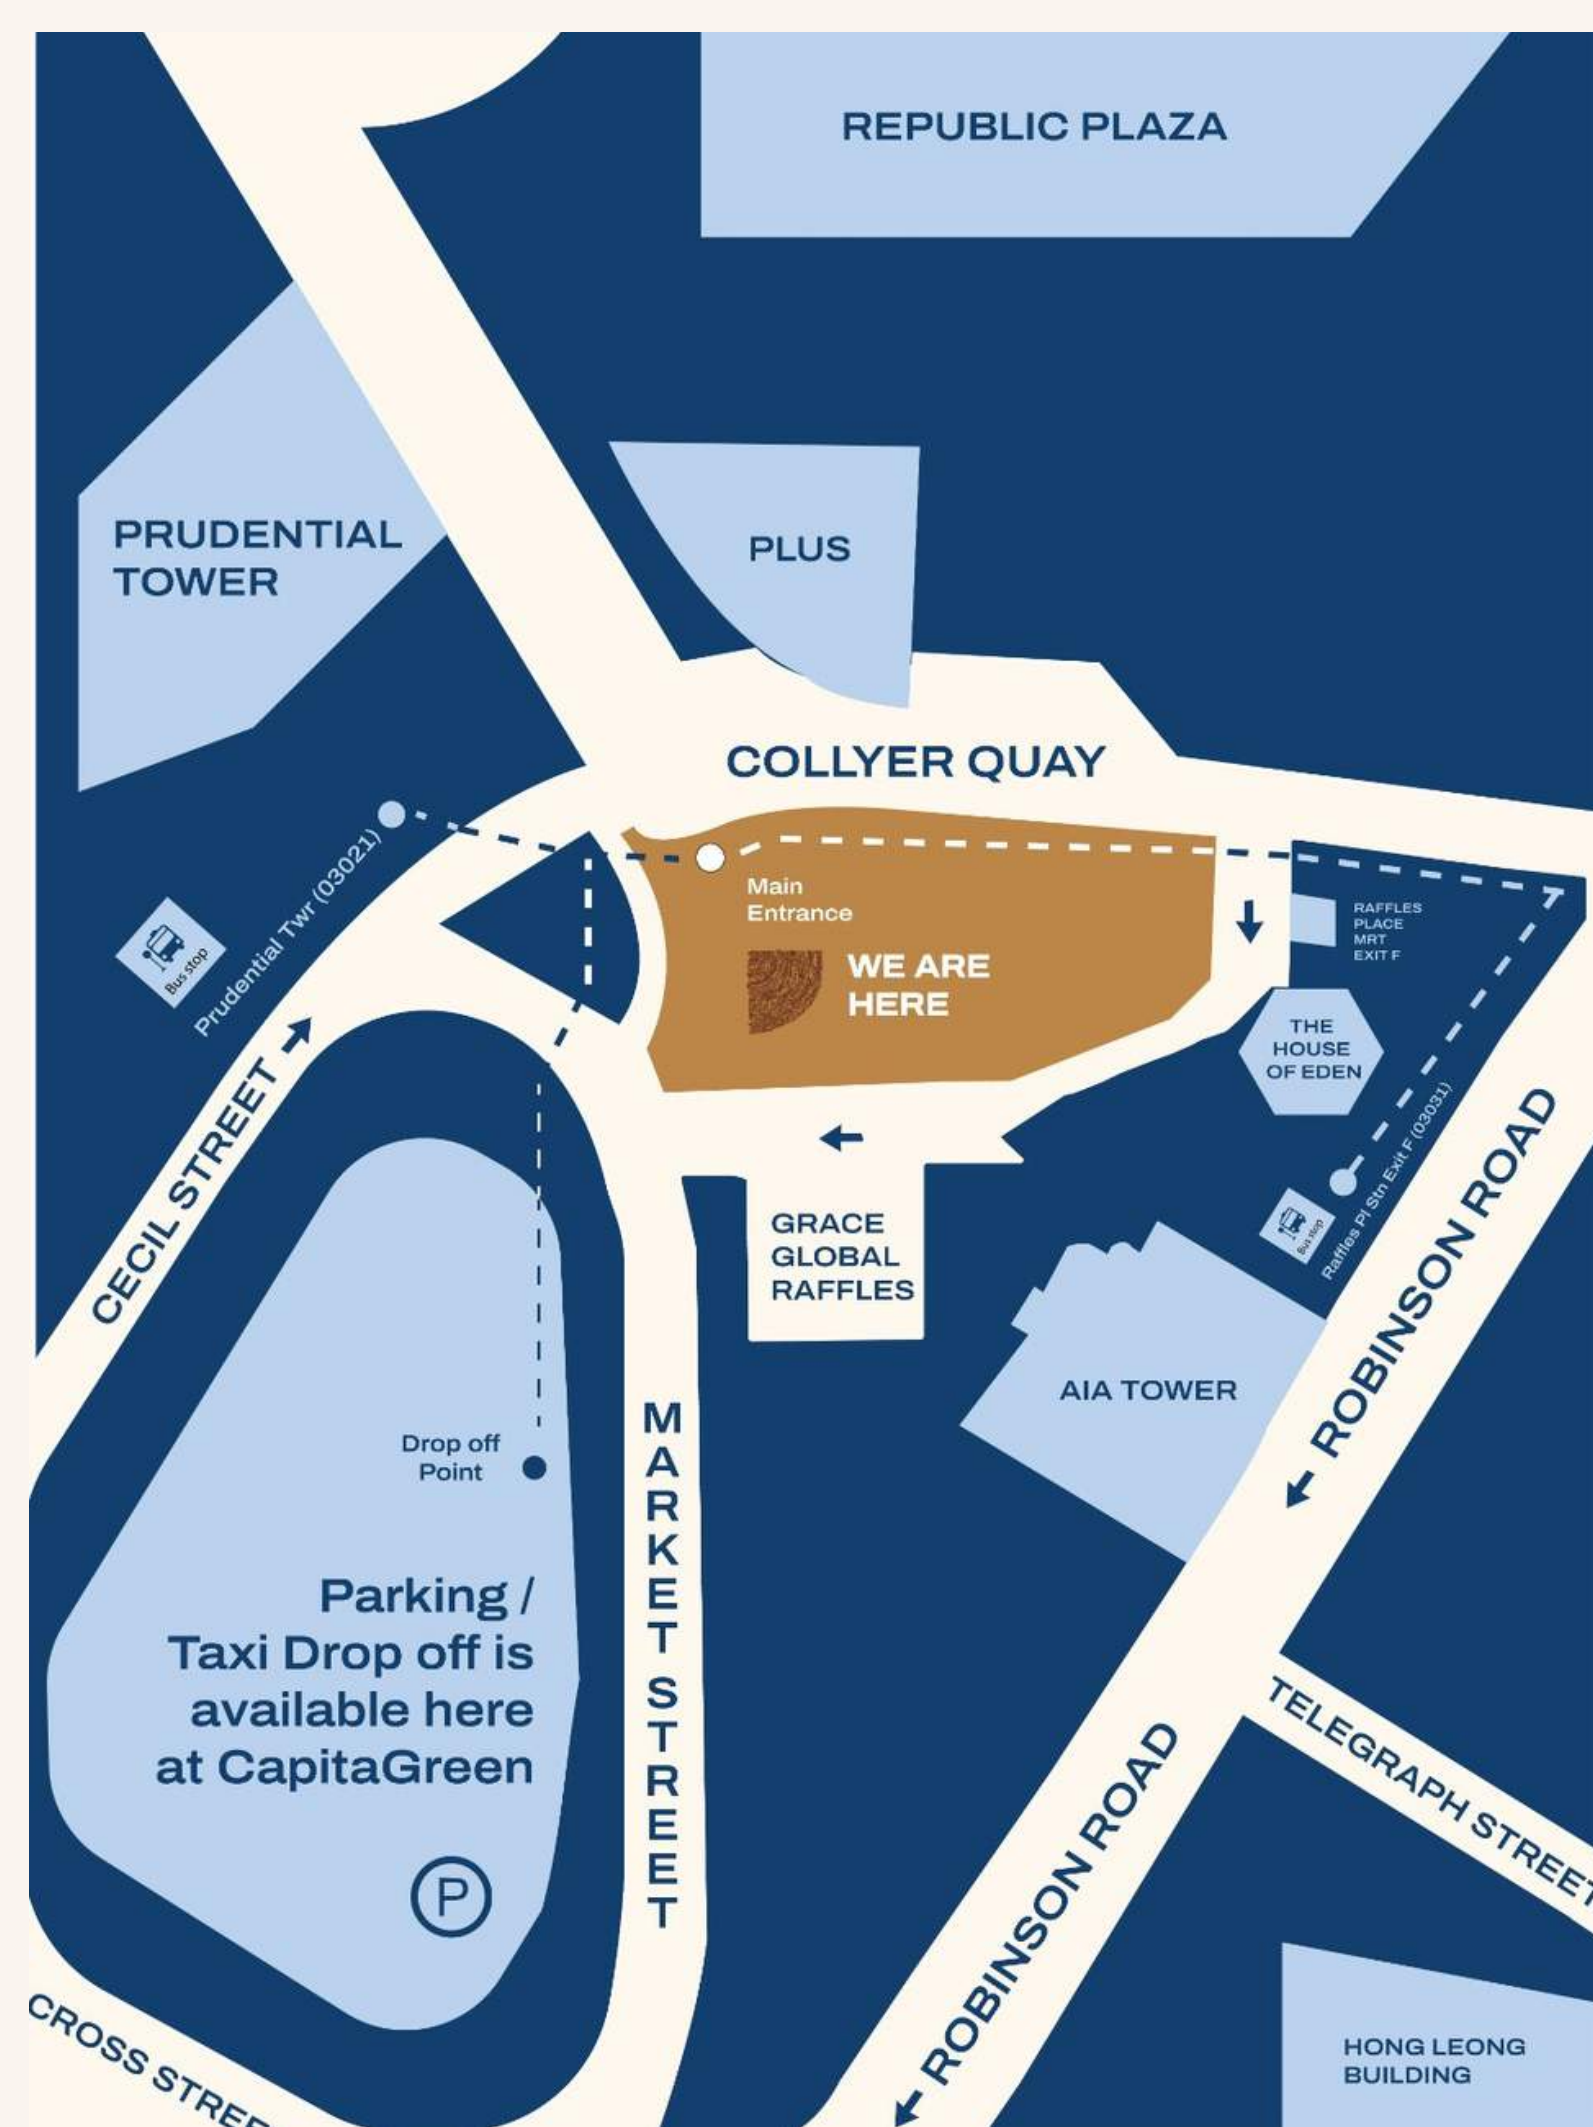 REPUBLIC PLAZA
PRUDENTIAL
TOWER
PLUS
COLLYER QUAY
Prudential Twr (03021)
Bus stop
Main
Entrance
WE ARE
HERE
RAFFLES
PLACE
MRT
EXIT F
THE
HOUSE
OF EDEN
CECIL STREET
GRACE
GLOBAL
RAFFLES
Raffles Pl Stn Exit F (03031)
Bus stop
ROBINSON ROAD
AIA TOWER
MARKET STREET
Drop off
Point
Parking /
Taxi Drop off is
available here
at CapitaGreen
P
TELEGRAPH STREET
ROBINSON ROAD
CROSS STREE
HONG LEONG
BUILDING